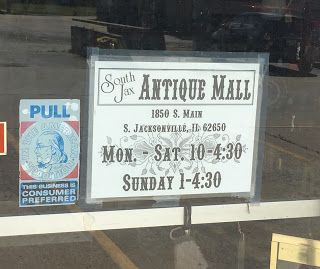 South
Jax
ANTIQUE MALL
1850 S. MAIN
S. JACKSONVILLE, IL 62650
MON. - SAT. 10-4:30
SUNDAY 1-4:30
PULL
THIS BUSINESS IS
CONSUMER
PREFERRED